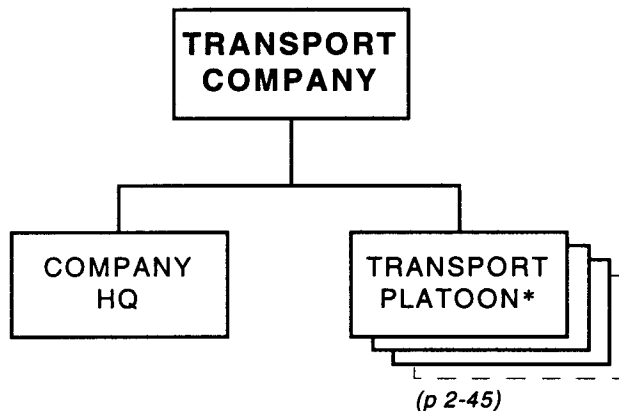 TRANSPORT
COMPANY
COMPANY
HQ
TRANSPORT
PLATOON*
(p 2-45)